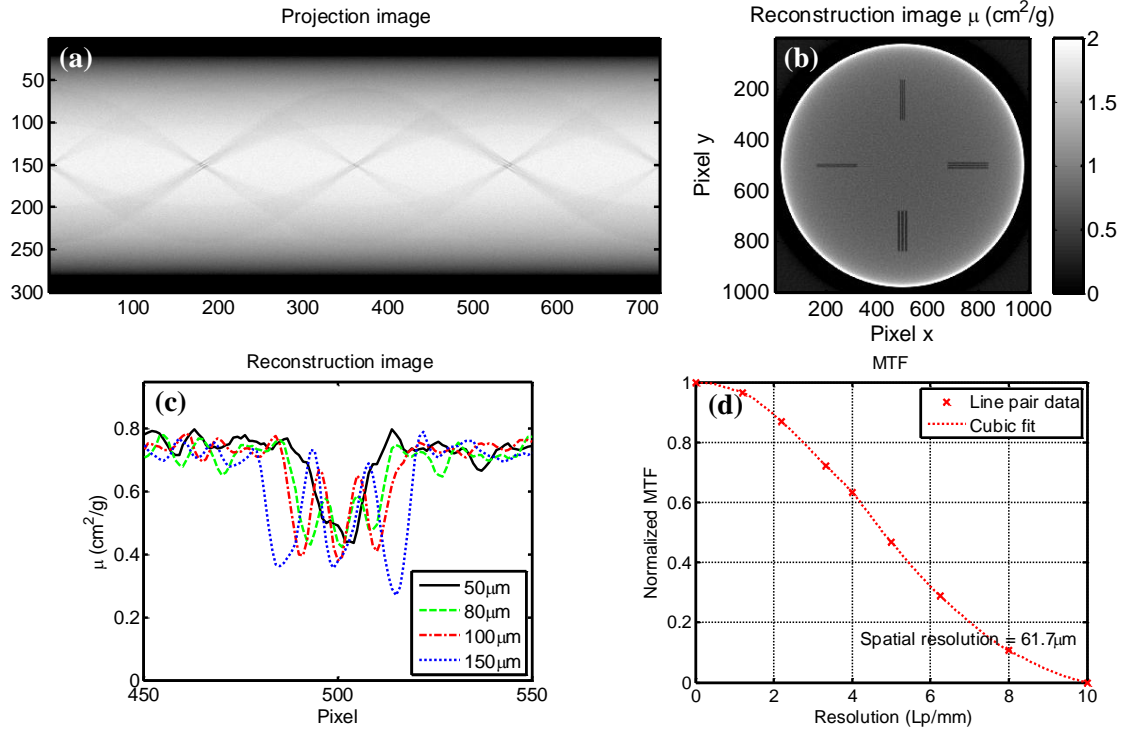 Projection image
(a)
50
100
150
200
250
300
100 200 300 400 500 600 700
Reconstruction image μ (cm²/g)
(b)
Pixel y
200
400
600
800
1000
200 400 600 800 1000
Pixel x
2
1.5
1
0.5
0
Reconstruction image
(c)
μ (cm²/g)
0.8
0.6
0.4
0.2
0
450 500 550
Pixel
50μm
80μm
100μm
150μm
MTF
(d)
Normalized MTF
1
0.8
0.6
0.4
0.2
0
0 2 4 6 8 10
Resolution (Lp/mm)
Line pair data
Cubic fit
Spatial resolution = 61.7μm